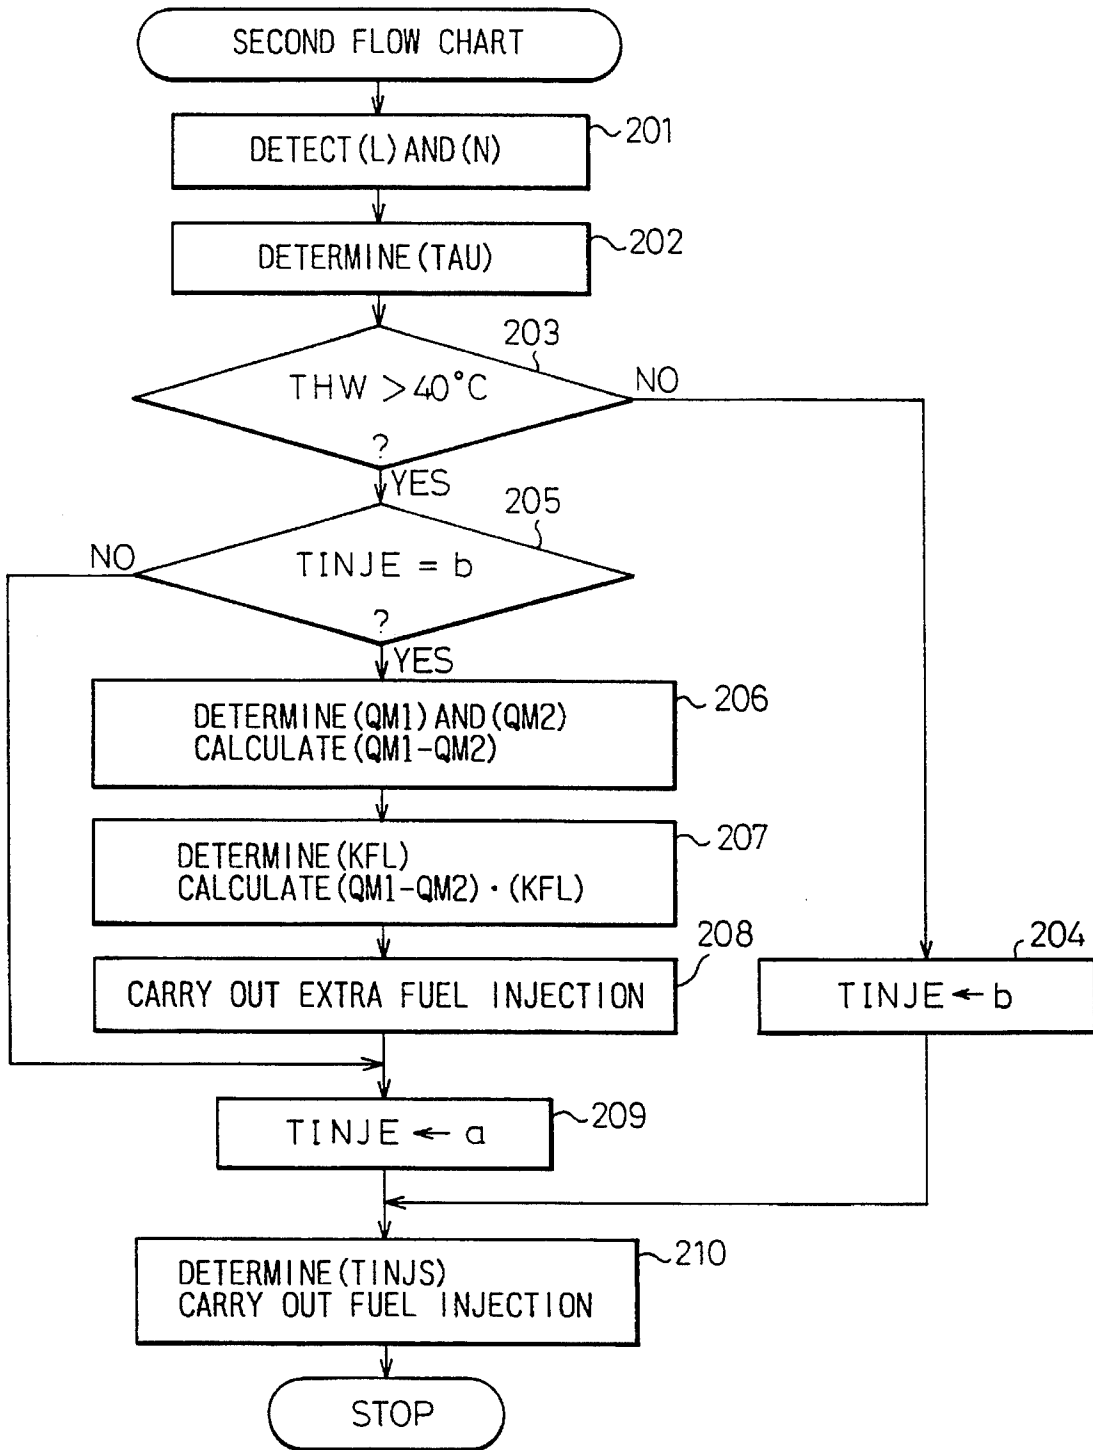 SECOND FLOW CHART
DETECT(L)AND(N)
201
DETERMINE(TAU)
202
203
THW >40°C
?
NO
YES
205
NO
TINJE = b
?
YES
206
DETERMINE(QM1)AND(QM2)
CALCULATE(QM1-QM2)
207
DETERMINE(KFL)
CALCULATE(QM1-QM2)·(KFL)
208
CARRY OUT EXTRA FUEL INJECTION
204
TINJE←b
209
TINJE ← a
210
DETERMINE(TINJS)
CARRY OUT FUEL INJECTION
STOP